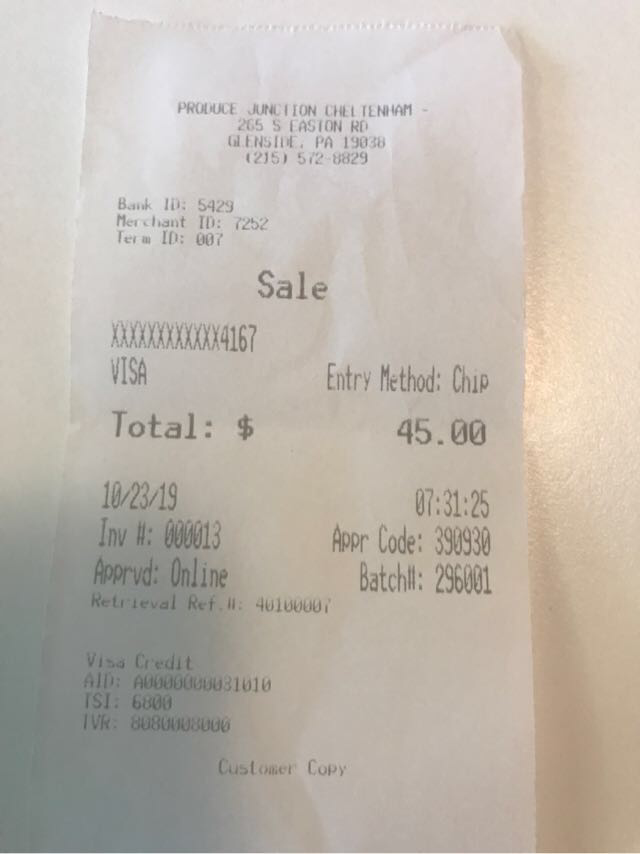 PRODUCE JUNCTION CHELTENHAM -
265 S EASTON RD
GLENSIDE, PA 19038
(215) 572-8829
Bank ID: 5429
Merchant ID: 7252
Term ID: 007
Sale
XXXXXXXXXXXX4167
VISA Entry Method: Chip
Total: $ 45.00
10/23/19 07:31:25
Inv #: 000013 Appr Code: 390930
Apprvd: Online Batch#: 296001
Retrieval Ref.#: 40100007
Visa Credit
AID: A0000000031010
TSI: 6800
TVR: 8080008000
Customer Copy